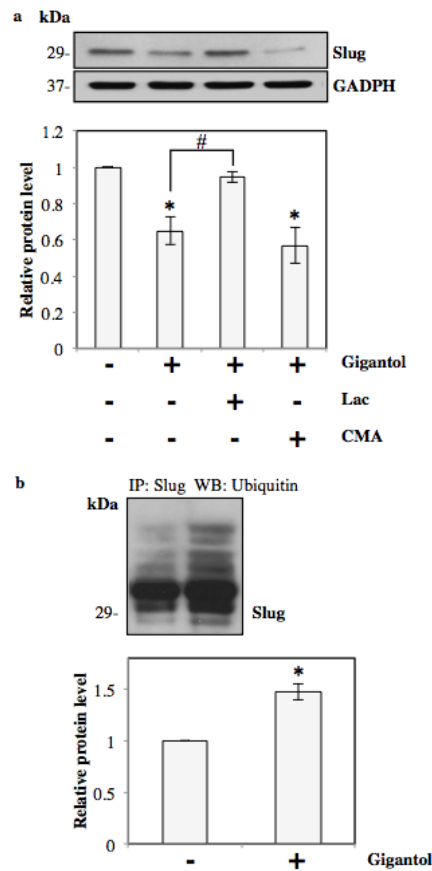 a kDa
29- Slug
37- GADPH
Relative protein level
1.2
1
0.8
0.6
0.4
0.2
0
* # *
- + + + Gigantol
- - + - Lac
- - - + CMA
b
IP: Slug WB: Ubiquitin
kDa
29- Slug
Relative protein level
1.5
1
0.5
0
*
- + Gigantol